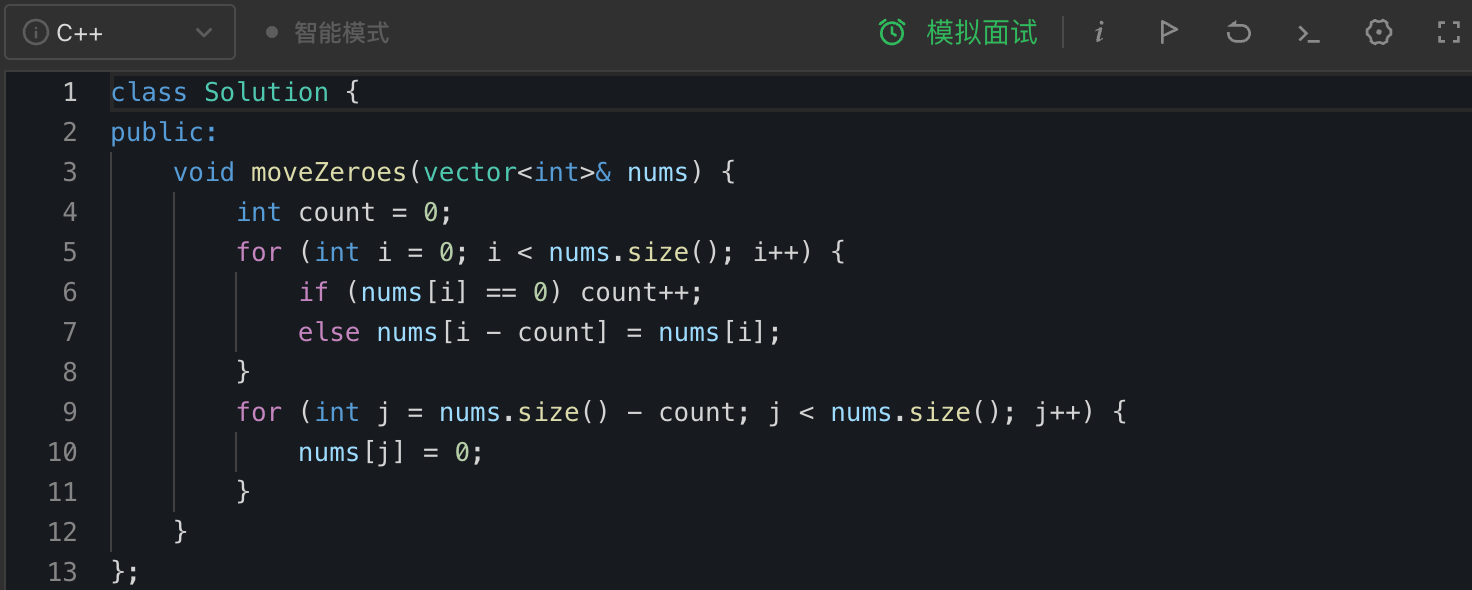 C++ 智能模式 模拟面试
1 class Solution {
2 public:
3     void moveZeroes(vector<int>& nums) {
4         int count = 0;
5         for (int i = 0; i < nums.size(); i++) {
6             if (nums[i] == 0) count++;
7             else nums[i - count] = nums[i];
8         }
9         for (int j = nums.size() - count; j < nums.size(); j++) {
10             nums[j] = 0;
11         }
12     }
13 };